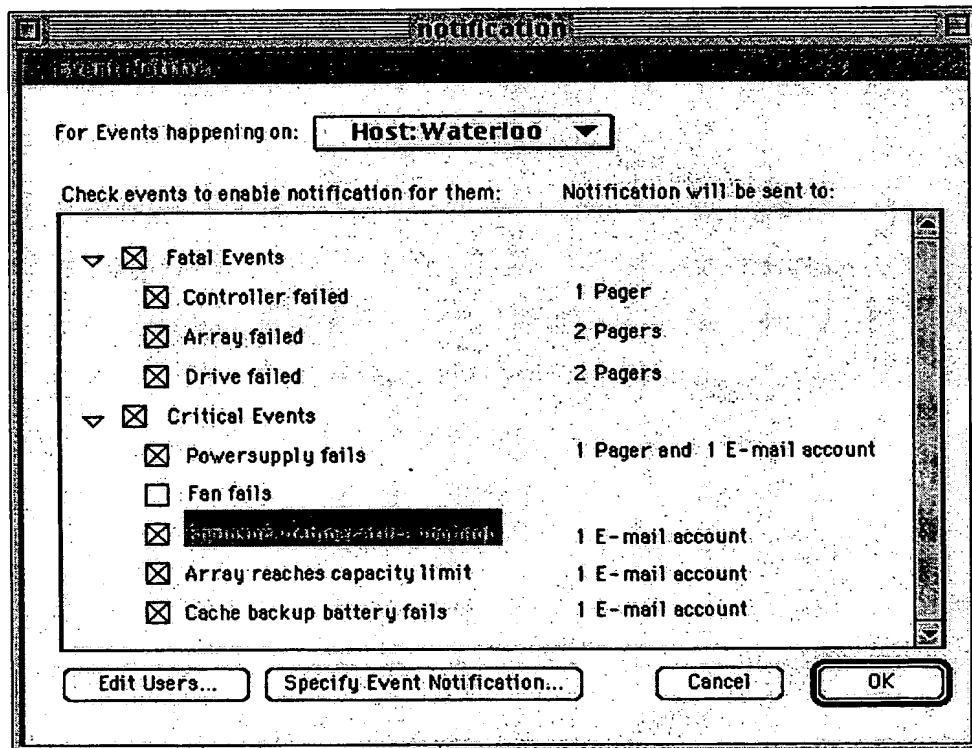 notification
Event Notifier
For Events happening on: Host: Waterloo
Check events to enable notification for them: Notification will be sent to:
Fatal Events
Controller failed 1 Pager
Array failed 2 Pagers
Drive failed 2 Pagers
Critical Events
Powersupply fails 1 Pager and 1 E-mail account
Fan fails
1 E-mail account
Array reaches capacity limit 1 E-mail account
Cache backup battery fails 1 E-mail account
Edit Users... Specify Event Notification... Cancel OK